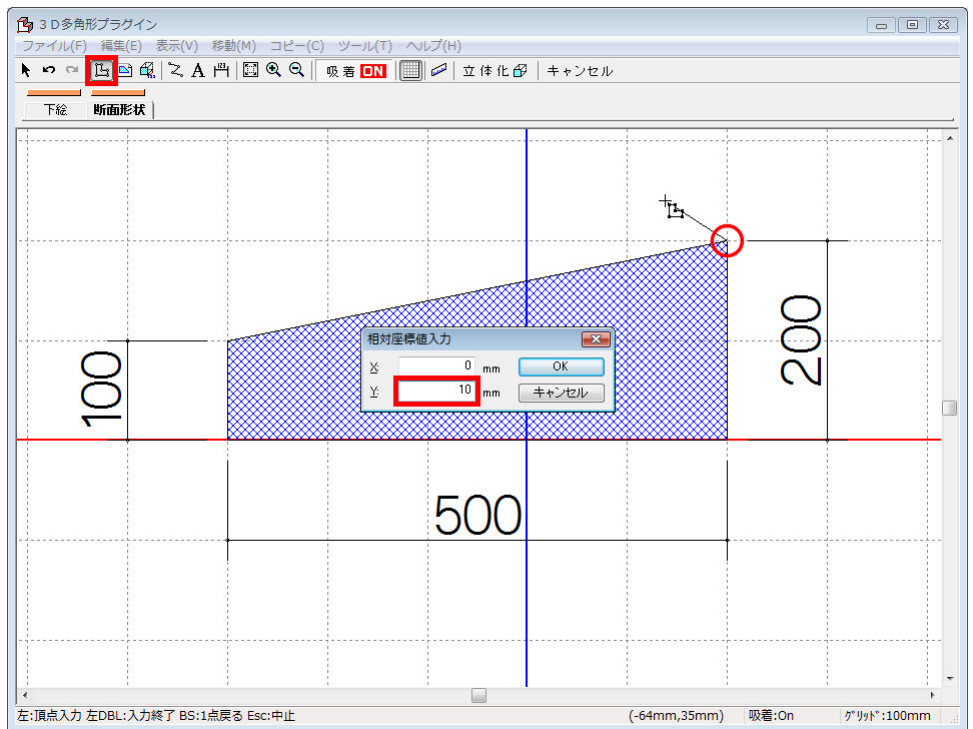 ３Ｄ多角形プラグイン
ファイル(F) 編集(E) 表示(V) 移動(M) コピー(C) ツール(T) ヘルプ(H)
A 吸着 ON 立体化 キャンセル
下絵 断面形状
200
相対座標値入力
X: 0 mm OK
Y: 10 mm キャンセル
100
500
左:頂点入力 左DBL:入力終了 BS:1点戻る Esc:中止 (-64mm,35mm) 吸着:On ｸﾞﾘｯﾄﾞ:100mm